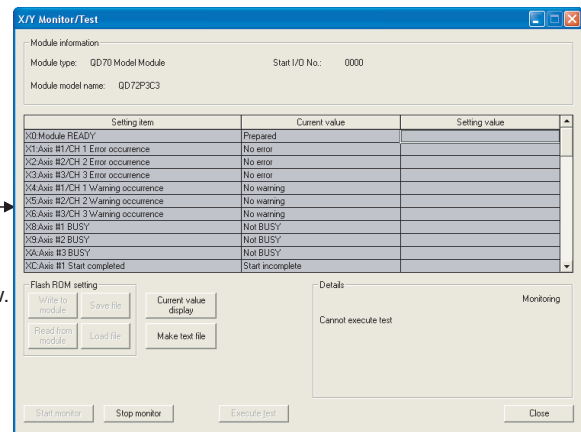 X/Y Monitor/Test
Module information
Module type: QD70 Model Module Start I/O No.: 0000
Module model name: QD72P3C3
Setting item Current value Setting value
X0:Module READY Prepared
X1:Axis #1/CH 1 Error occurrence No error
X2:Axis #2/CH 2 Error occurrence No error
X3:Axis #3/CH 3 Error occurrence No error
X4:Axis #1/CH 1 Warning occurrence No warning
X5:Axis #2/CH 2 Warning occurrence No warning
X6:Axis #3/CH 3 Warning occurrence No warning
X8:Axis #1 BUSY Not BUSY
X9:Axis #2 BUSY Not BUSY
XA:Axis #3 BUSY Not BUSY
XC:Axis #1 Start completed Start incomplete
Flash ROM setting
Write to module
Save file
Current value display
Read from module
Load file
Make text file
Details
Monitoring
Cannot execute test
Start monitor
Stop monitor
Execute test
Close